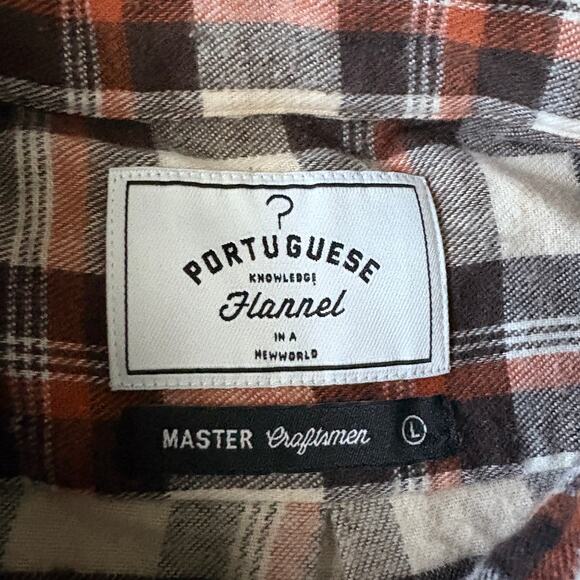 PORTUGUESE
KNOWLEDGE
Flannel
IN A
NEWWORLD
MASTER Craftsmen L